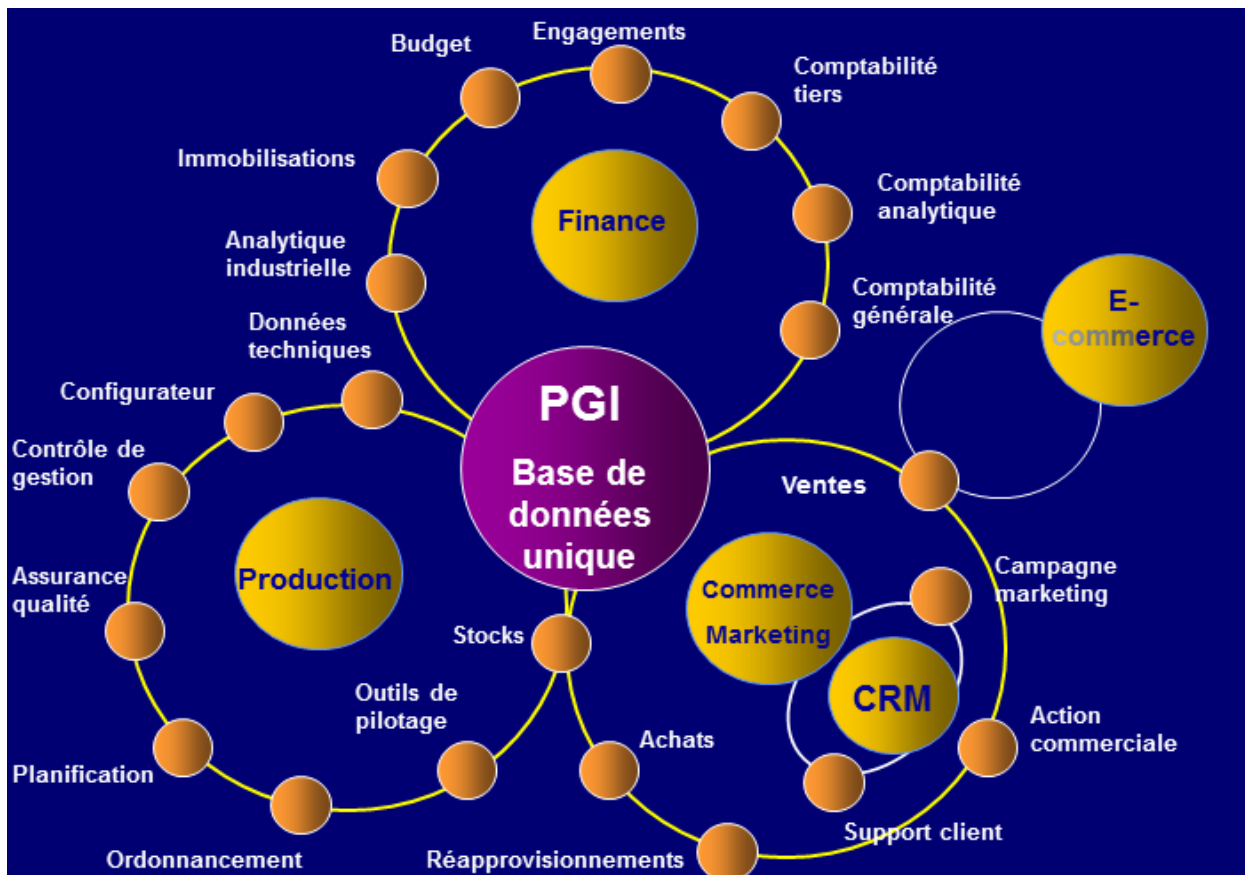 Engagements
Budget
Comptabilité
tiers
Immobilisations
Comptabilité
analytique
Finance
Analytique
industrielle
Comptabilité
générale
E-
commerce
Données
techniques
Configurateur
PGI
Base de
données
unique
Contrôle de
gestion
Ventes
Production
Assurance
qualité
Campagne
marketing
Commerce
Marketing
Stocks
CRM
Outils de
pilotage
Achats
Action
commerciale
Planification
Support client
Ordonnancement
Réapprovisionnements